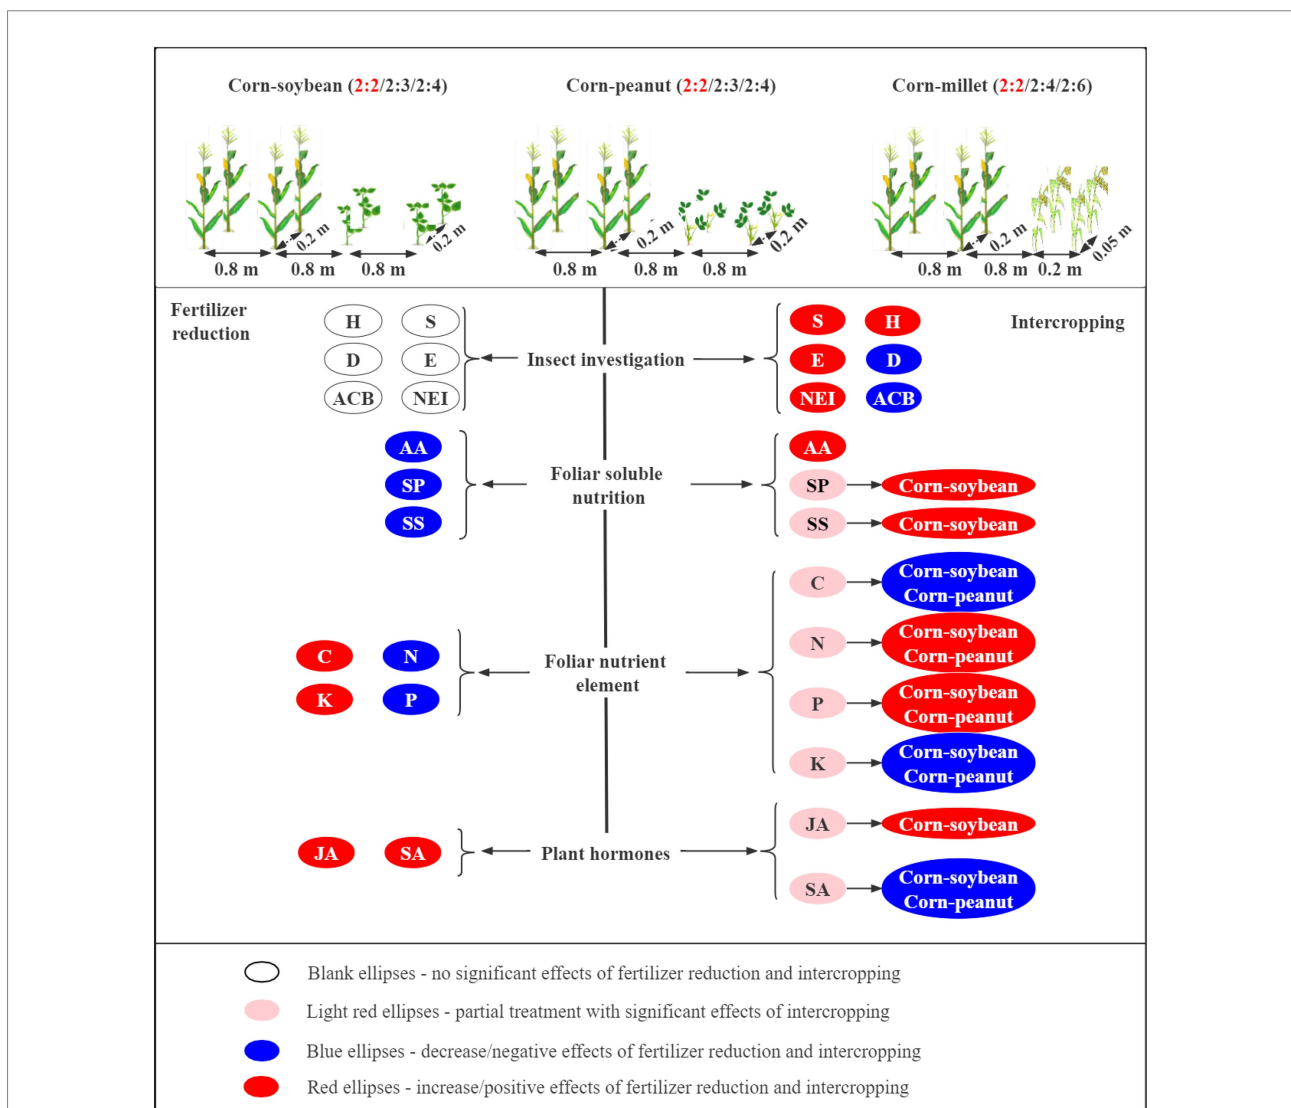 Corn-soybean (2:2/2:3/2:4)
Corn-peanut (2:2/2:3/2:4)
Corn-millet (2:2/2:4/2:6)
0.2 m
0.2 m
0.8 m
0.8 m
0.8 m
0.2 m
0.2 m
0.8 m
0.8 m
0.8 m
0.2 m
0.05 m
0.8 m
0.8 m
0.2 m
Fertilizer
reduction
Intercropping
H
S
D
E
ACB
NEI
Insect investigation
S
H
E
D
NEI
ACB
AA
SP
SS
Foliar soluble
nutrition
AA
SP
Corn-soybean
SS
Corn-soybean
C
N
K
P
Foliar nutrient
element
C
Corn-soybean
Corn-peanut
N
Corn-soybean
Corn-peanut
P
Corn-soybean
Corn-peanut
K
Corn-soybean
Corn-peanut
JA
SA
Plant hormones
JA
Corn-soybean
SA
Corn-soybean
Corn-peanut
Blank ellipses - no significant effects of fertilizer reduction and intercropping
Light red ellipses - partial treatment with significant effects of intercropping
Blue ellipses - decrease/negative effects of fertilizer reduction and intercropping
Red ellipses - increase/positive effects of fertilizer reduction and intercropping